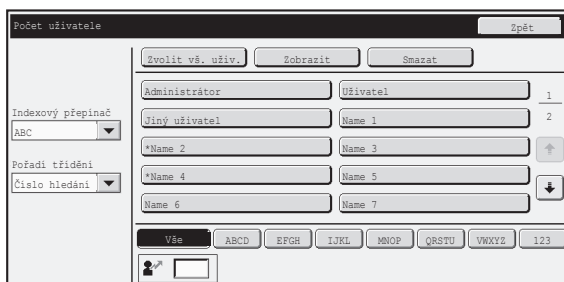 Počet uživatele
Zpět
Zvolit vš. uživ.
Zobrazit
Smazat
Administrátor
Uživatel
1
Indexový přepínač
Jiný uživatel
Name 1
2
ABC
*Name 2
Name 3
Pořadí třídění
*Name 4
Name 5
Číslo hledání
Name 6
Name 7
Vše
ABCD
EFGH
IJKL
MNOP
QRSTU
VWXYZ
123